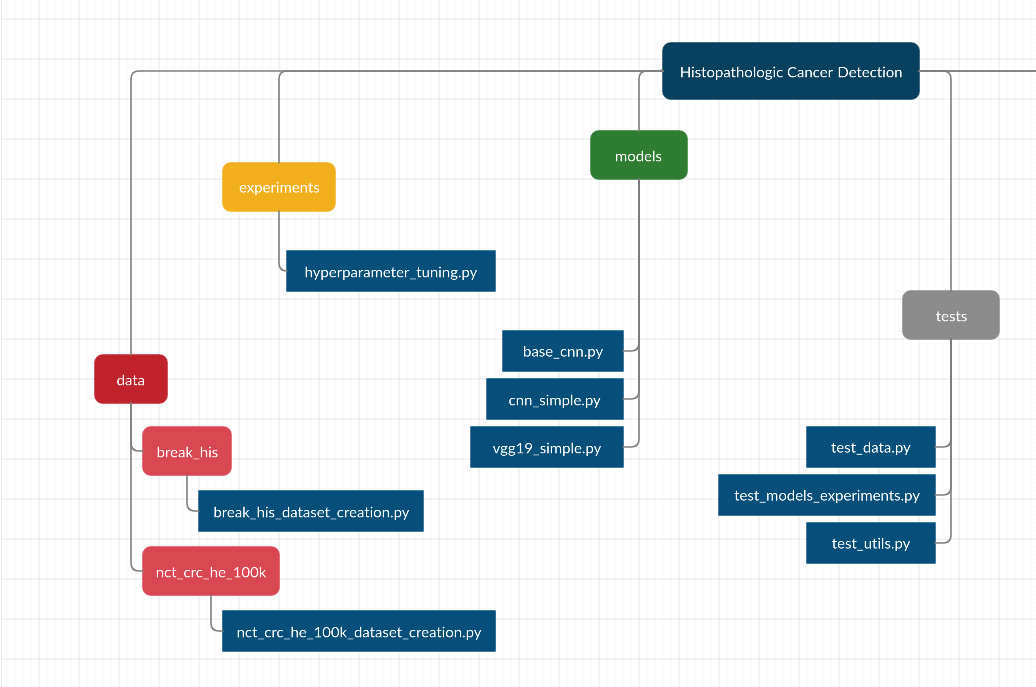 Histopathologic Cancer Detection
models
experiments
hyperparameter_tuning.py
tests
base_cnn.py
data
cnn_simple.py
vgg19_simple.py
test_data.py
break_his
test_models_experiments.py
break_his_dataset_creation.py
test_utils.py
nct_crc_he_100k
nct_crc_he_100k_dataset_creation.py